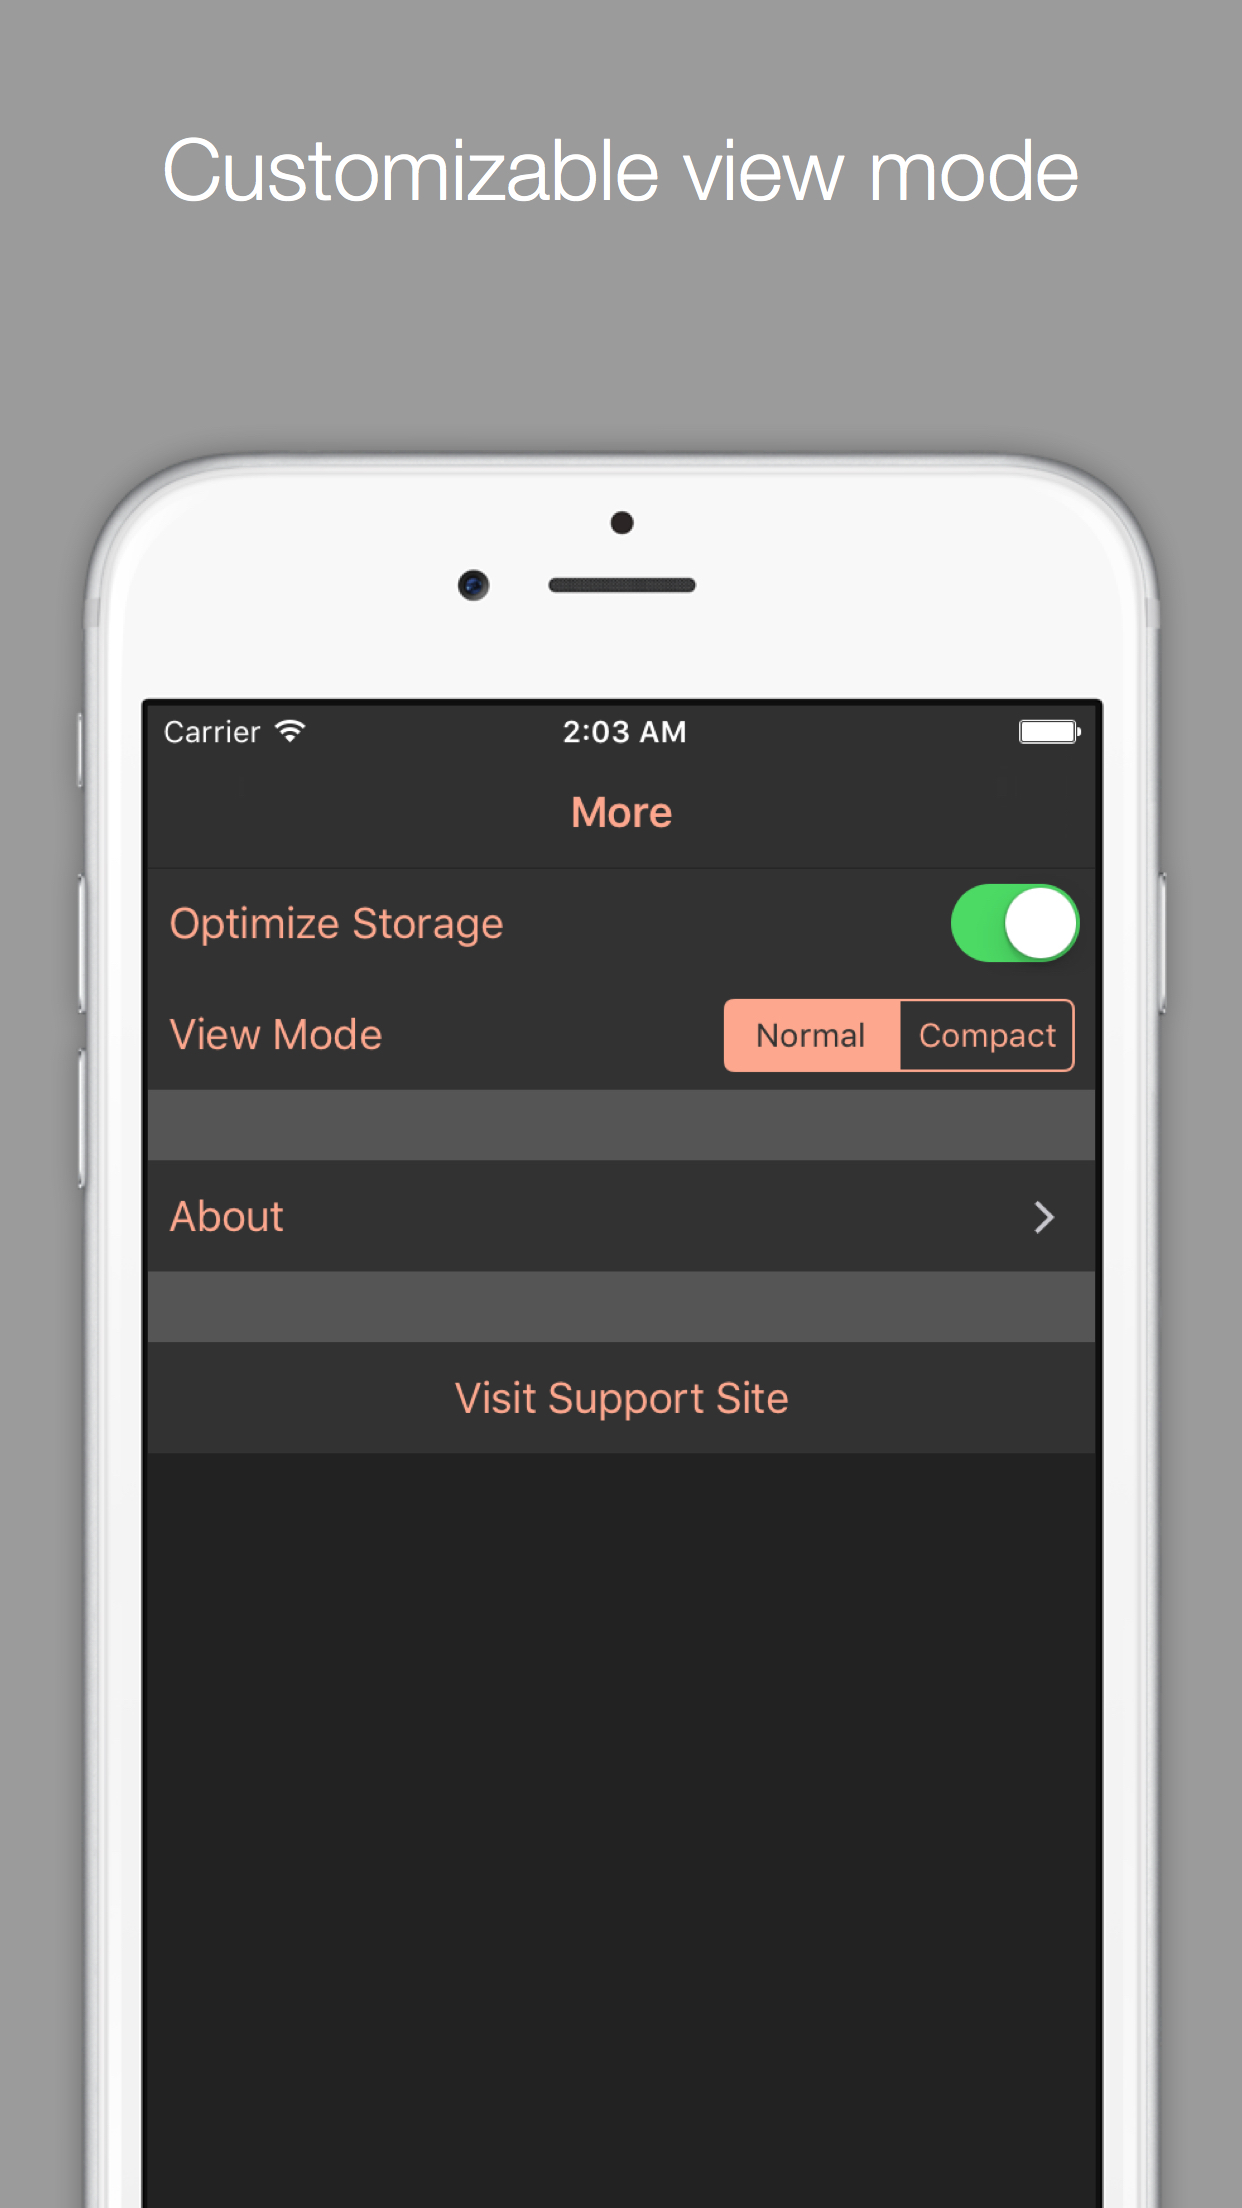 Customizable view mode
Carrier 2:03 AM
More
Optimize Storage
View Mode Normal Compact
About
Visit Support Site